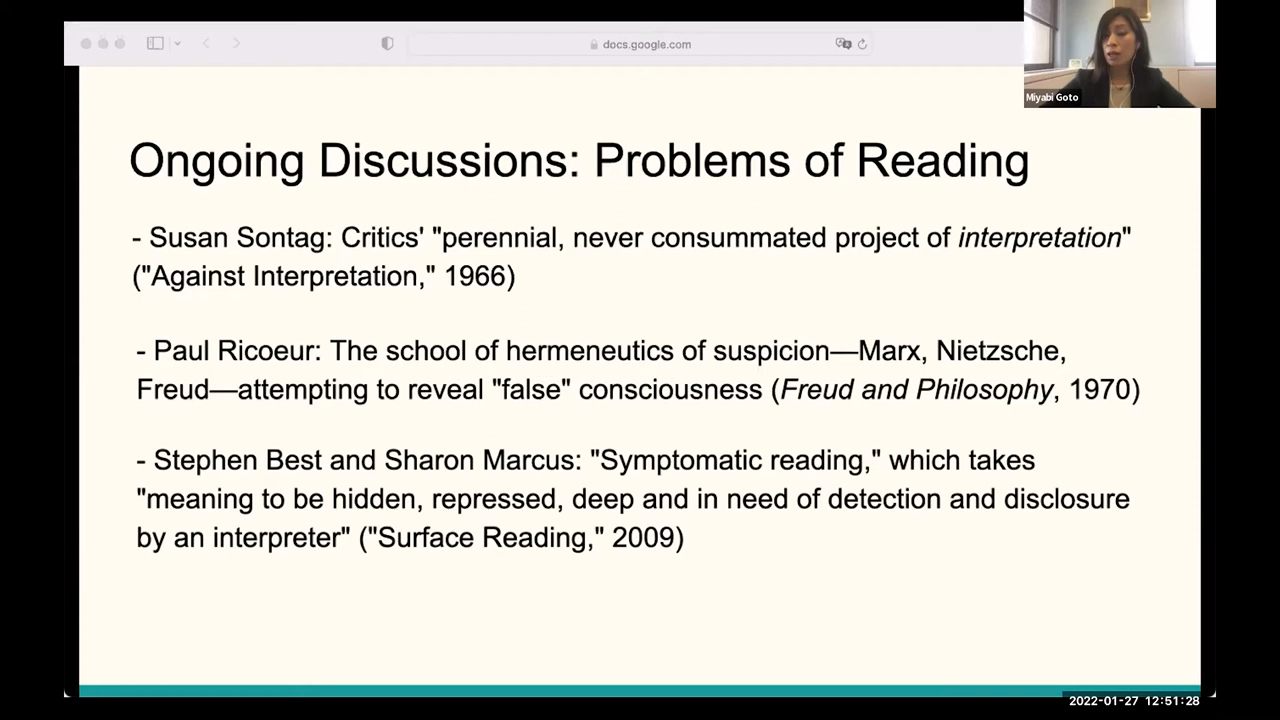 docs.google.com
Miyabi Goto
Ongoing Discussions: Problems of Reading
- Susan Sontag: Critics' "perennial, never consummated project of interpretation"
("Against Interpretation," 1966)
- Paul Ricoeur: The school of hermeneutics of suspicion—Marx, Nietzsche,
Freud—attempting to reveal "false" consciousness (Freud and Philosophy, 1970)
- Stephen Best and Sharon Marcus: "Symptomatic reading," which takes
"meaning to be hidden, repressed, deep and in need of detection and disclosure
by an interpreter" ("Surface Reading," 2009)
2022-01-27 12:51:28